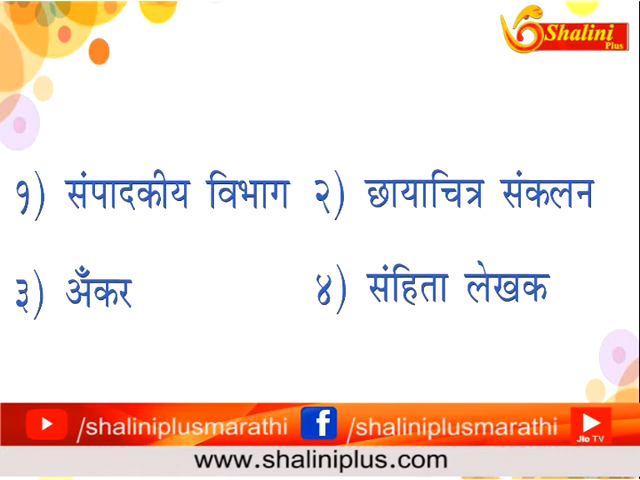 Shalini
Plus
१) संपादकीय विभाग २) छायाचित्र संकलन
३) अँकर ४) संहिता लेखक
/shaliniplusmarathi /shaliniplusmarathi
Jio TV
www.shaliniplus.com